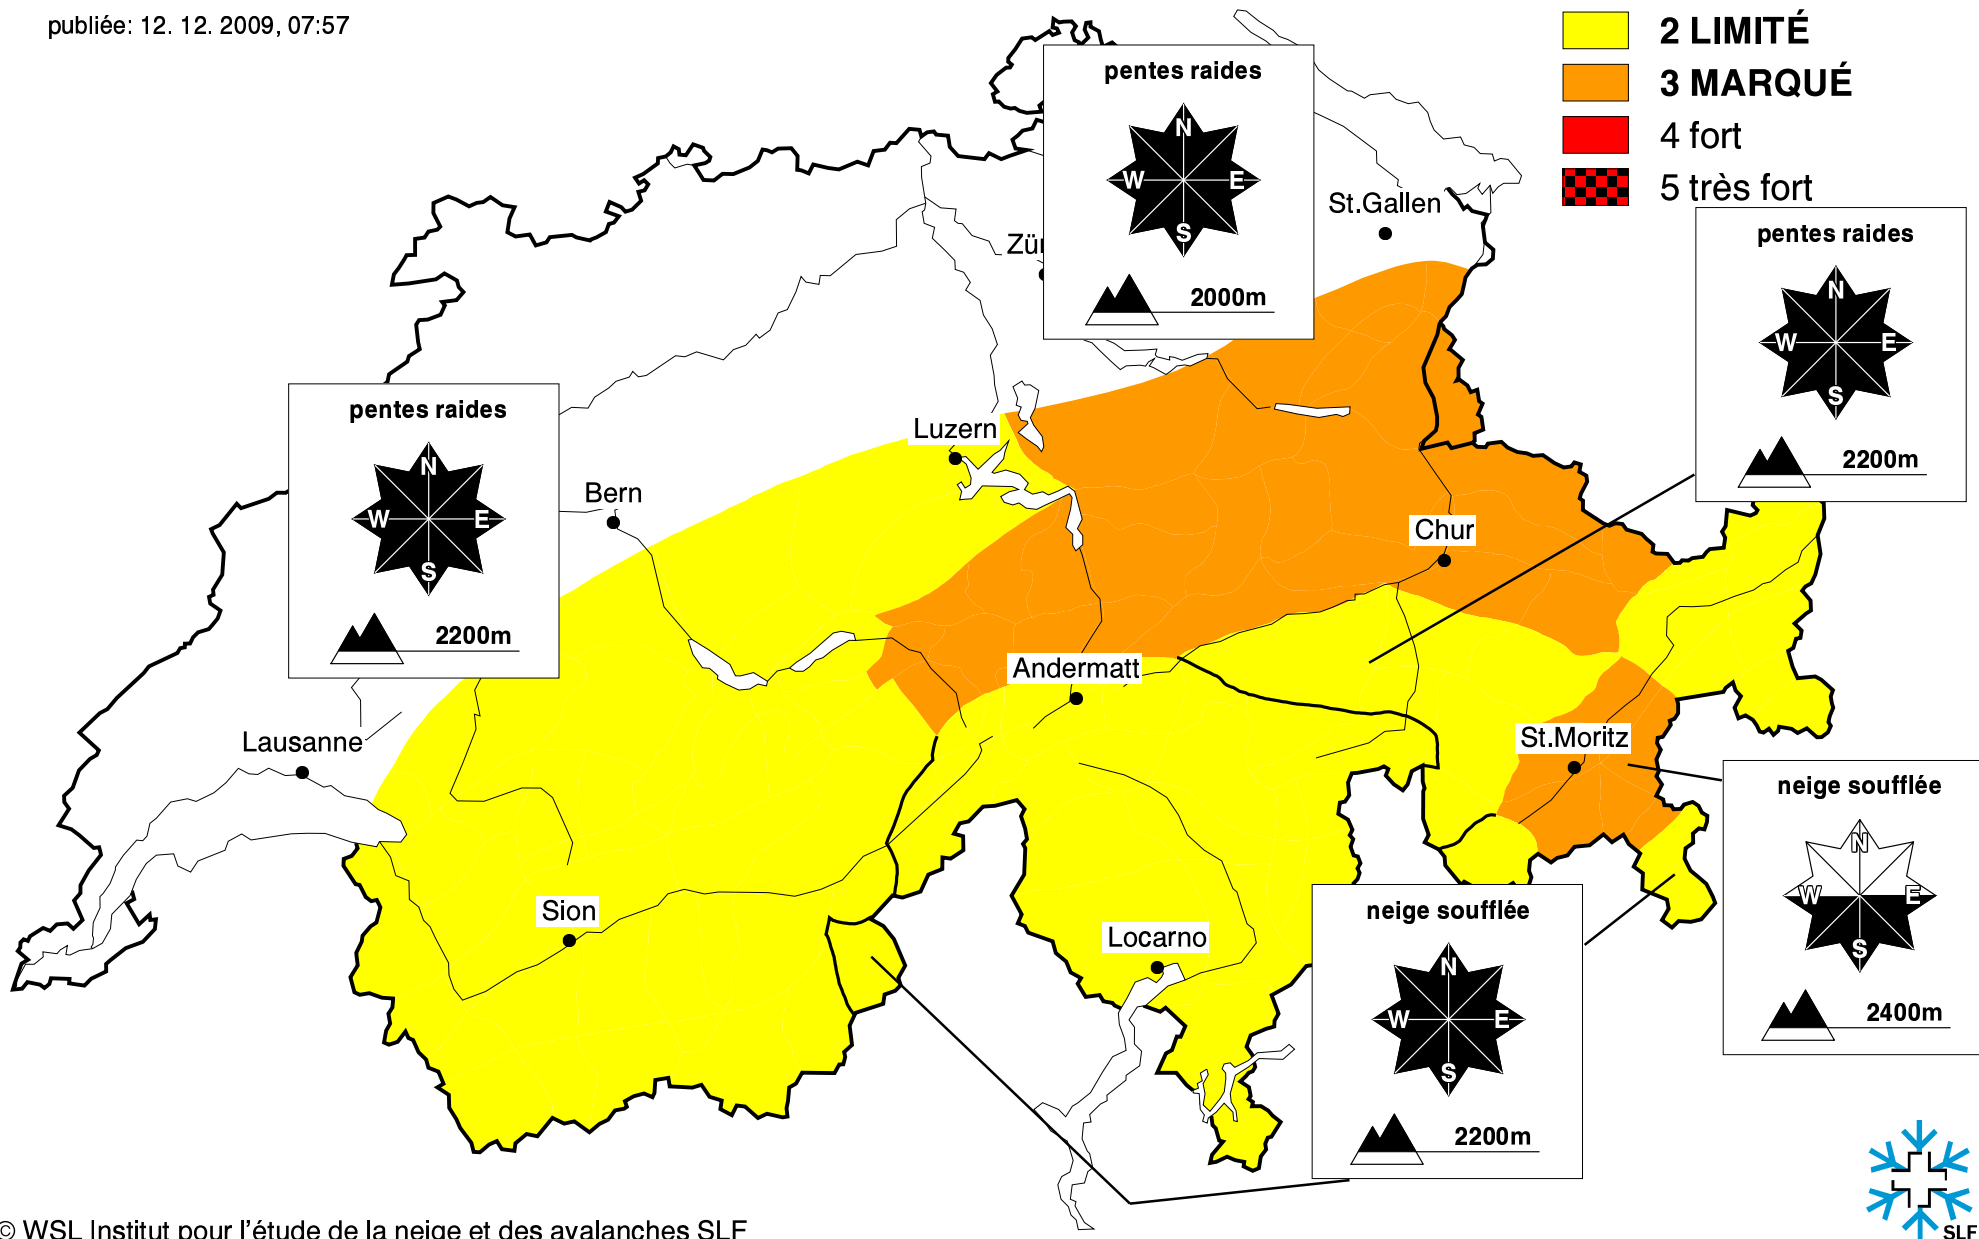 publiée: 12. 12. 2009, 07:57
2 LIMITÉ
3 MARQUÉ
4 fort
5 très fort
pentes raides
N
W E
S
2000m
St.Gallen
pentes raides
N
W E
S
2200m
Zür
pentes raides
N
W E
S
2200m
Luzern
Bern
Chur
Andermatt
St.Moritz
Lausanne
neige soufflée
N
W E
S
2400m
Sion
Locarno
neige soufflée
N
W E
S
2200m
© WSL Institut pour l'étude de la neige et des avalanches SLF
SLF